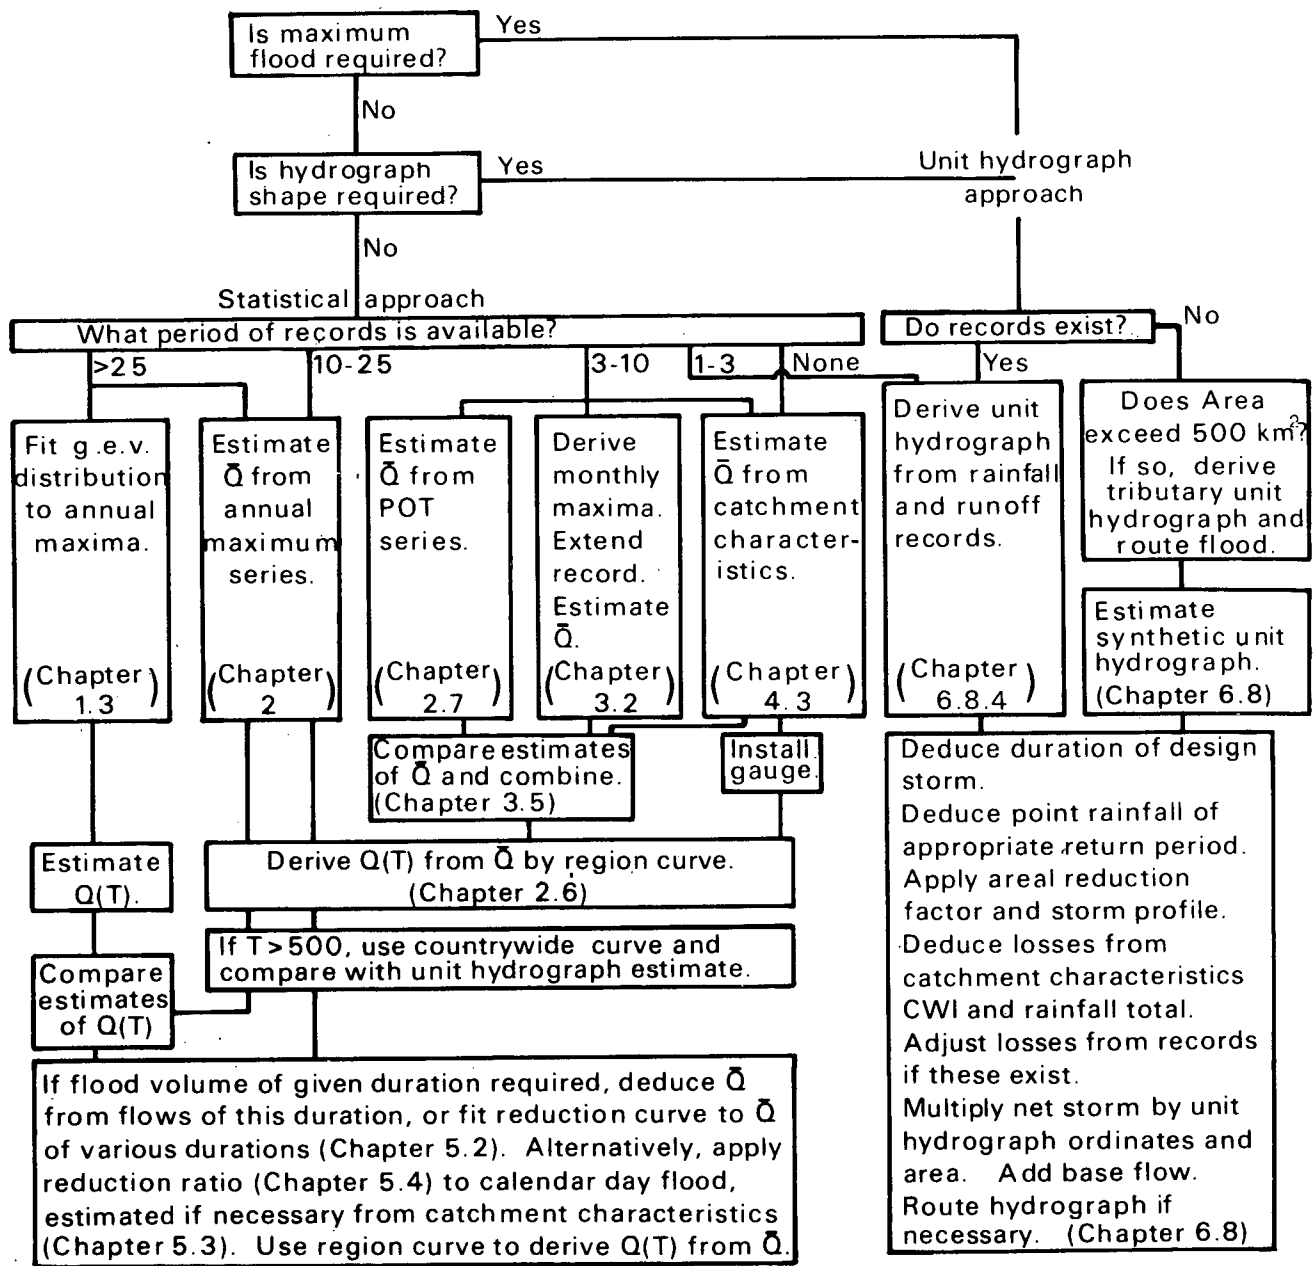 Is maximum
flood required?
Yes
No
Is hydrograph
shape required?
Yes
No
Unit hydrograph
approach
Statistical approach
What period of records is available?
>25
10-25
3-10
1-3
None
Do records exist?
No
Yes
Fit g.e.v.
distribution
to annual
maxima.
(Chapter
1.3)
Estimate
Q̄ from
annual
maximum
series.
(Chapter
2)
Estimate
Q̄ from
POT
series.
(Chapter
2.7)
Derive
monthly
maxima.
Extend
record.
Estimate
Q̄.
(Chapter
3.2)
Estimate
Q̄ from
catchment
character-
istics.
(Chapter
4.3)
Derive unit
hydrograph
from rainfall
and runoff
records.
(Chapter
6.8.4)
Does Area
exceed 500 km²?
If so, derive
tributary unit
hydrograph and
route flood.
Estimate
synthetic unit
hydrograph.
(Chapter 6.8)
Compare estimates
of Q̄ and combine.
(Chapter 3.5)
Install
gauge.
Estimate
Q(T).
Derive Q(T) from Q̄ by region curve.
(Chapter 2.6)
If T>500, use countrywide curve and
compare with unit hydrograph estimate.
Compare
estimates
of Q(T)
If flood volume of given duration required, deduce Q̄
from flows of this duration, or fit reduction curve to Q̄
of various durations (Chapter 5.2). Alternatively, apply
reduction ratio (Chapter 5.4) to calendar day flood,
estimated if necessary from catchment characteristics
(Chapter 5.3). Use region curve to derive Q(T) from Q̄.
Deduce duration of design
storm.
Deduce point rainfall of
appropriate return period.
Apply areal reduction
factor and storm profile.
Deduce losses from
catchment characteristics
CWI and rainfall total.
Adjust losses from records
if these exist.
Multiply net storm by unit
hydrograph ordinates and
area. Add base flow.
Route hydrograph if
necessary. (Chapter 6.8)